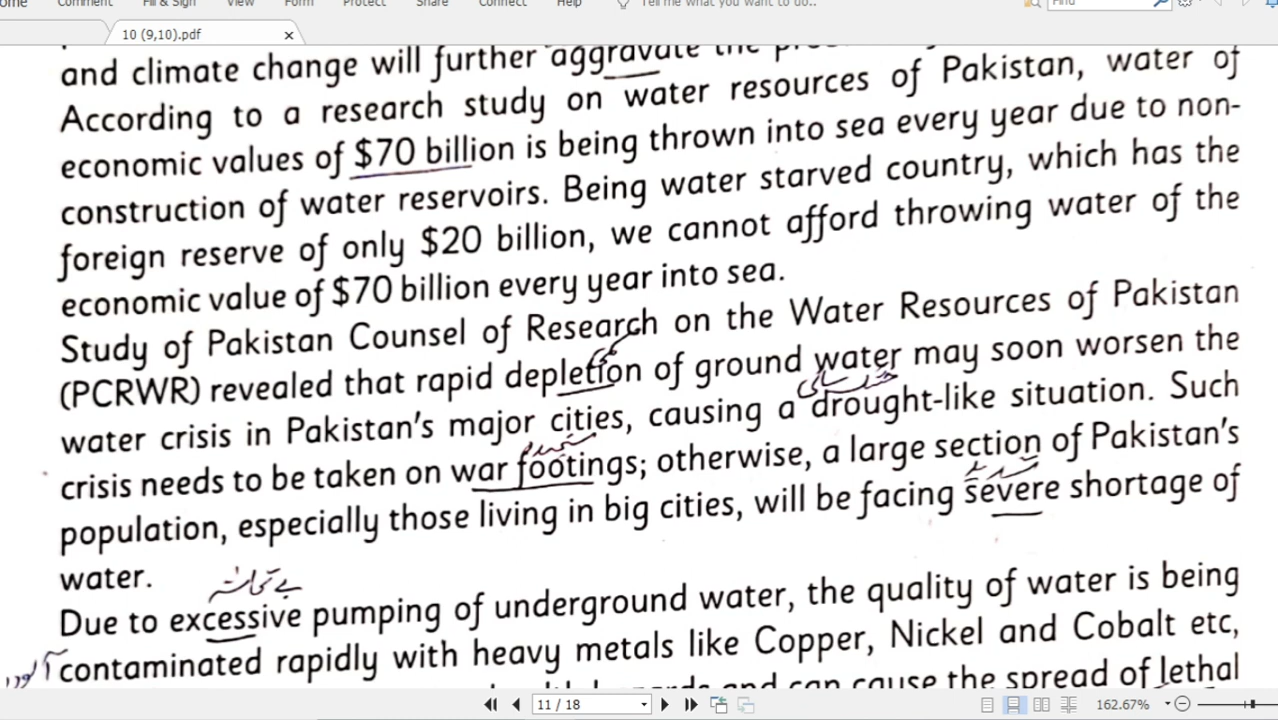 ome Comment Fill & Sign View Form Protect Share Connect Help Tell me what you want to do.. Find
10 (9,10).pdf ×
and climate change will further aggravate the
According to a research study on water resources of Pakistan, water of
economic values of $70 billion is being thrown into sea every year due to non-
construction of water reservoirs. Being water starved country, which has the
foreign reserve of only $20 billion, we cannot afford throwing water of the
economic value of $70 billion every year into sea.
Study of Pakistan Counsel of Research on the Water Resources of Pakistan
(PCRWR) revealed that rapid depletion of ground water may soon worsen the
water crisis in Pakistan's major cities, causing a drought-like situation. Such
crisis needs to be taken on war footings; otherwise, a large section of Pakistan's
شدید
population, especially those living in big cities, will be facing severe shortage of
water.
بے تحاشہ
Due to excessive pumping of underground water, the quality of water is being
contaminated rapidly with heavy metals like Copper, Nickel and Cobalt etc,
and can cause the spread of lethal
11 / 18 162.67%